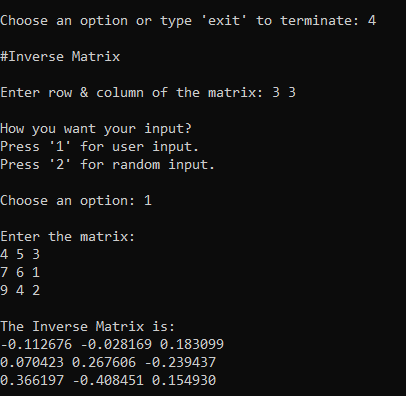 Choose an option or type 'exit' to terminate: 4
#Inverse Matrix
Enter row & column of the matrix: 3 3
How you want your input?
Press '1' for user input.
Press '2' for random input.
Choose an option: 1
Enter the matrix:
4 5 3
7 6 1
9 4 2
The Inverse Matrix is:
-0.112676 -0.028169 0.183099
0.070423 0.267606 -0.239437
0.366197 -0.408451 0.154930